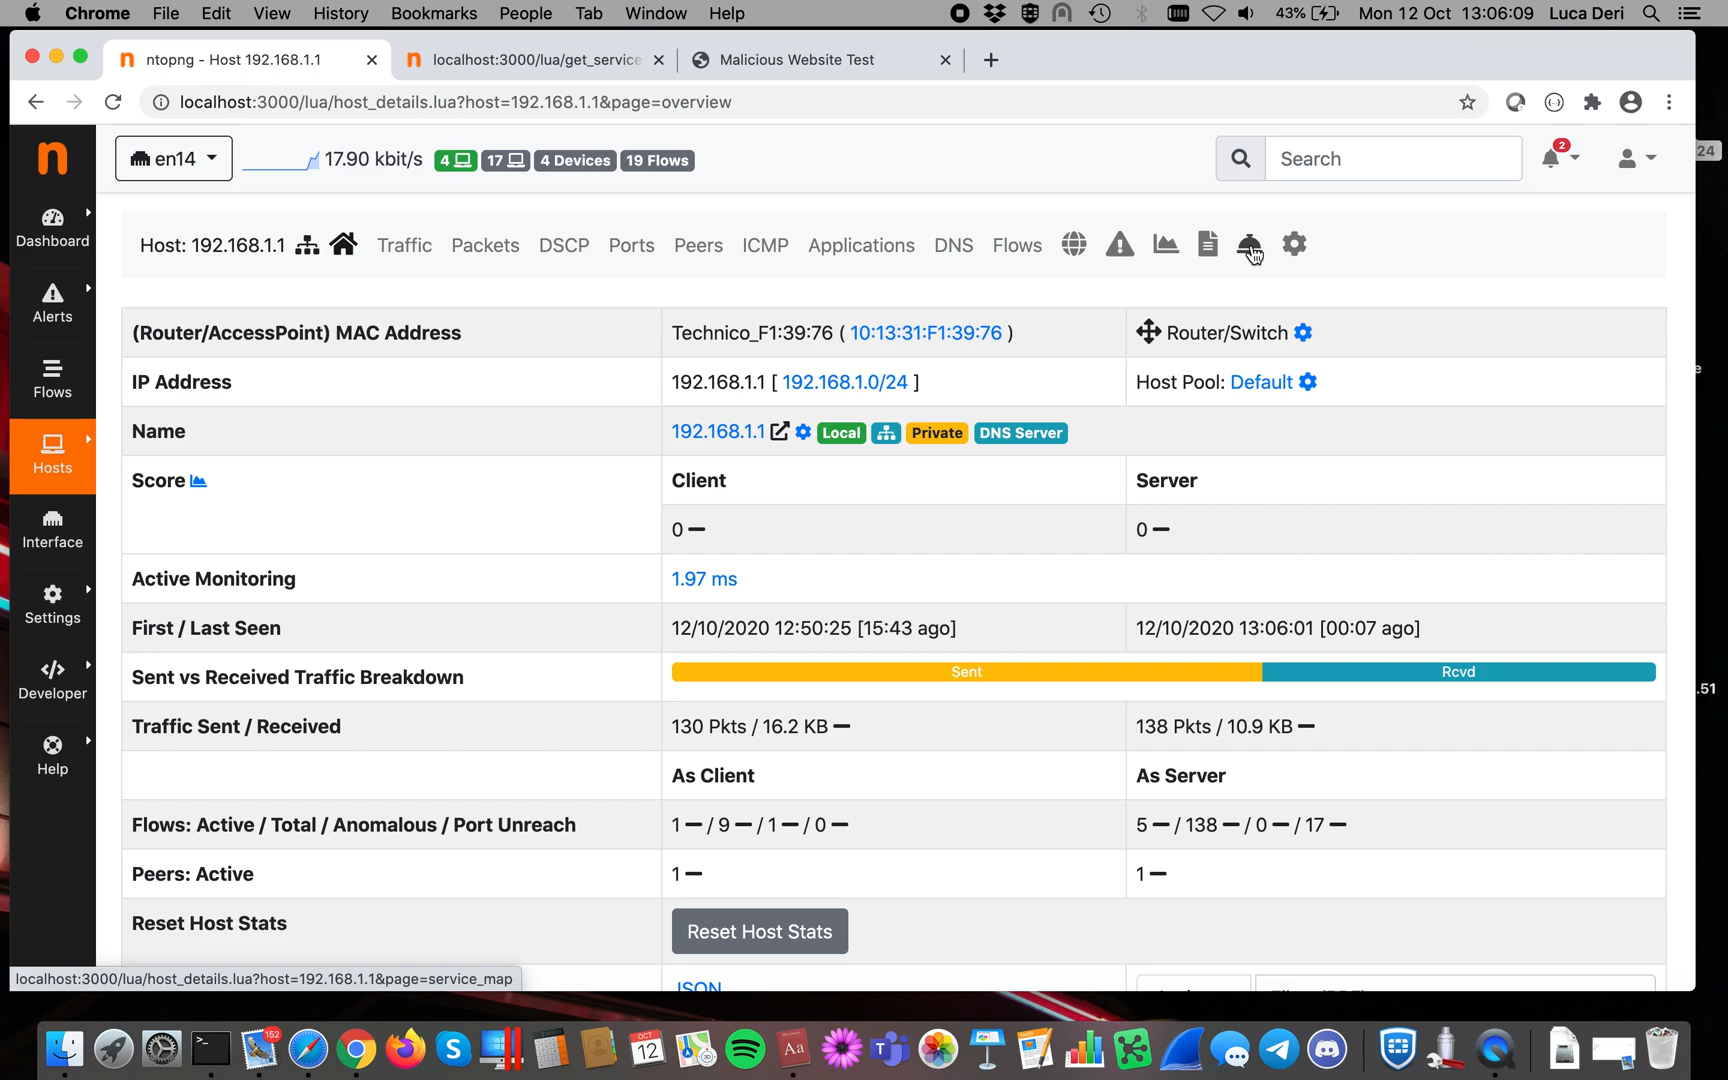 Chrome File Edit View History Bookmarks People Tab Window Help 43% Mon 12 Oct 13:06:09 Luca Deri
ntopng - Host 192.168.1.1 localhost:3000/lua/get_service Malicious Website Test
localhost:3000/lua/host_details.lua?host=192.168.1.1&page=overview
en14 17.90 kbit/s 4 17 4 Devices 19 Flows Search 2 24
Host: 192.168.1.1 Traffic Packets DSCP Ports Peers ICMP Applications DNS Flows
Dashboard
Alerts
Flows
Hosts
Interface
Settings
Developer
Help
(Router/AccessPoint) MAC Address Technico_F1:39:76 ( 10:13:31:F1:39:76 ) Router/Switch
IP Address 192.168.1.1 [ 192.168.1.0/24 ] Host Pool: Default
Name 192.168.1.1 Local Private DNS Server
Score Client Server
0 — 0 —
Active Monitoring 1.97 ms
First / Last Seen 12/10/2020 12:50:25 [15:43 ago] 12/10/2020 13:06:01 [00:07 ago]
Sent vs Received Traffic Breakdown Sent Rcvd
.51
Traffic Sent / Received 130 Pkts / 16.2 KB — 138 Pkts / 10.9 KB —
As Client As Server
Flows: Active / Total / Anomalous / Port Unreach 1 — / 9 — / 1 — / 0 — 5 — / 138 — / 0 — / 17 —
Peers: Active 1 — 1 —
Reset Host Stats Reset Host Stats
JSON
localhost:3000/lua/host_details.lua?host=192.168.1.1&page=service_map
152
OCT
12
3D
Aa